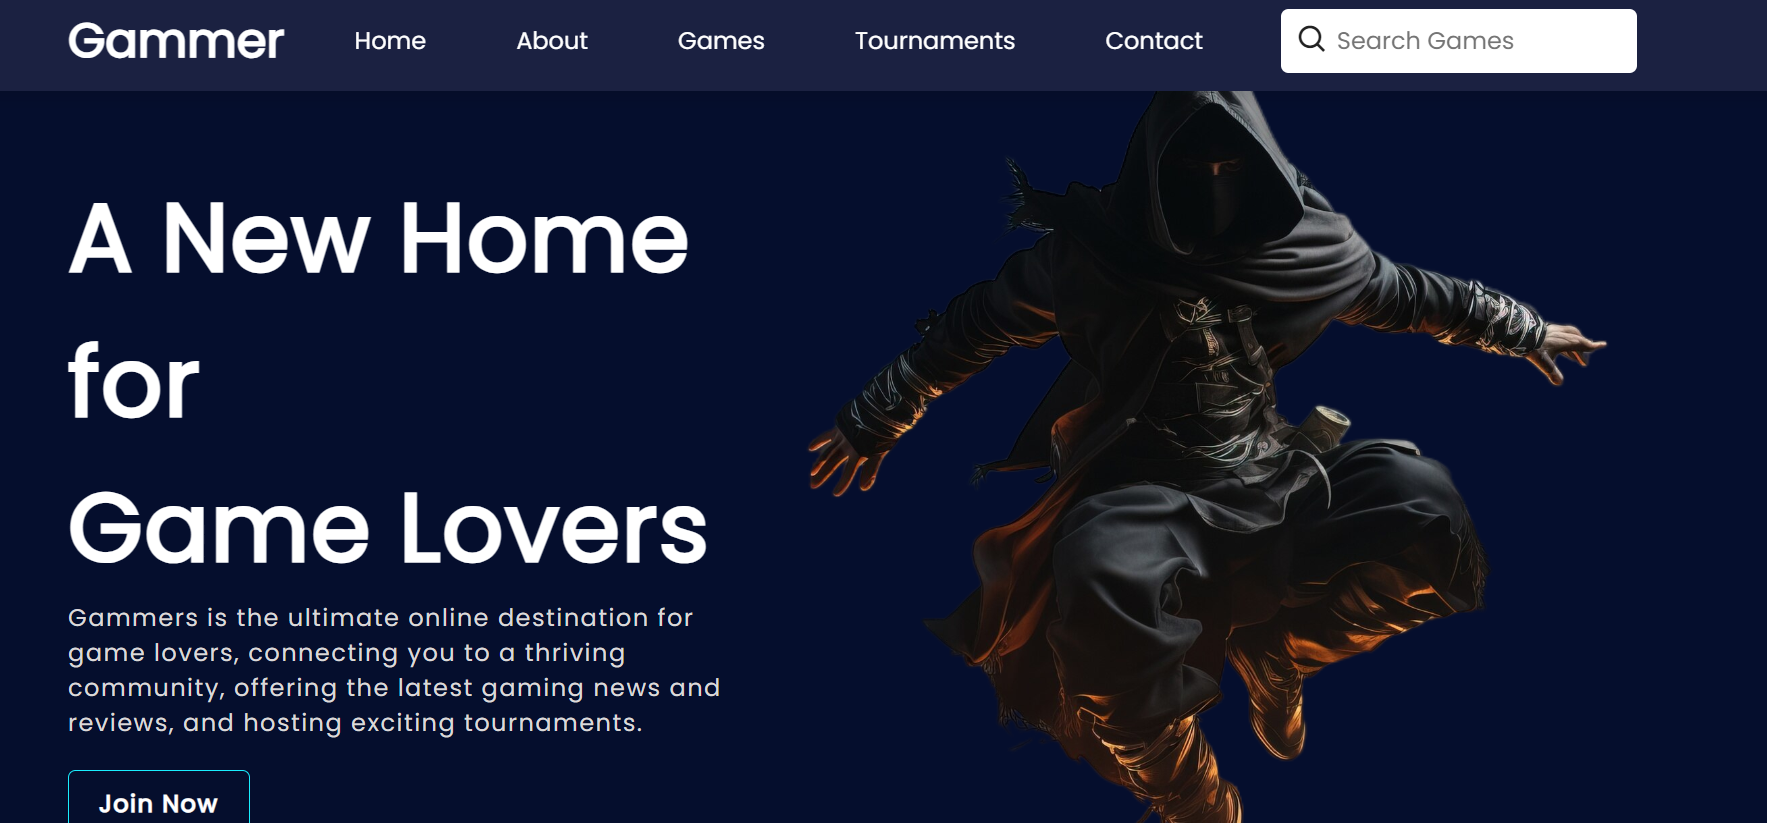 Gammer
Home
About
Games
Tournaments
Contact
Search Games
A New Home
for
Game Lovers
Gammers is the ultimate online destination for
game lovers, connecting you to a thriving
community, offering the latest gaming news and
reviews, and hosting exciting tournaments.
Join Now